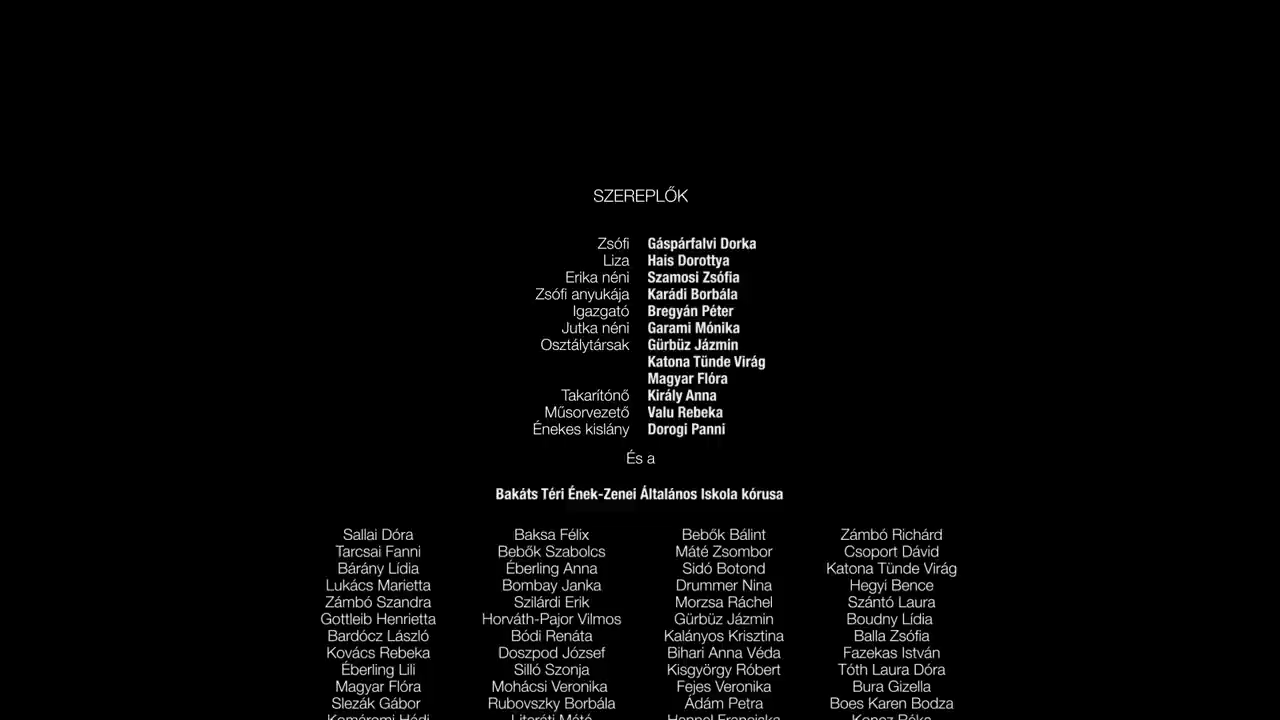 SZEREPLŐK
Zsófi Gáspárfalvi Dorka
Liza Hais Dorottya
Erika néni Szamosi Zsófia
Zsófi anyukája Karádi Borbála
Igazgató Bregyán Péter
Jutka néni Garami Mónika
Osztálytársak Gürbüz Jázmin
Katona Tünde Virág
Magyar Flóra
Takarítónő Király Anna
Műsorvezető Valu Rebeka
Énekes kislány Dorogi Panni
És a
Bakáts Téri Ének-Zenei Általános Iskola kórusa
Sallai Dóra Baksa Félix Bebők Bálint Zámbó Richárd
Tarcsai Fanni Bebők Szabolcs Máté Zsombor Csoport Dávid
Bárány Lídia Éberling Anna Sidó Botond Katona Tünde Virág
Lukács Marietta Bombay Janka Drummer Nina Hegyi Bence
Zámbó Szandra Szilárdi Erik Morzsa Ráchel Szántó Laura
Gottleib Henrietta Horváth-Pajor Vilmos Gürbüz Jázmin Boudny Lídia
Bardócz László Bódi Renáta Kalányos Krisztina Balla Zsófia
Kovács Rebeka Doszpod József Bihari Anna Véda Fazekas István
Éberling Lili Silló Szonja Kisgyörgy Róbert Tóth Laura Dóra
Magyar Flóra Mohácsi Veronika Fejes Veronika Bura Gizella
Slezák Gábor Rubovszky Borbála Ádám Petra Boes Karen Bodza